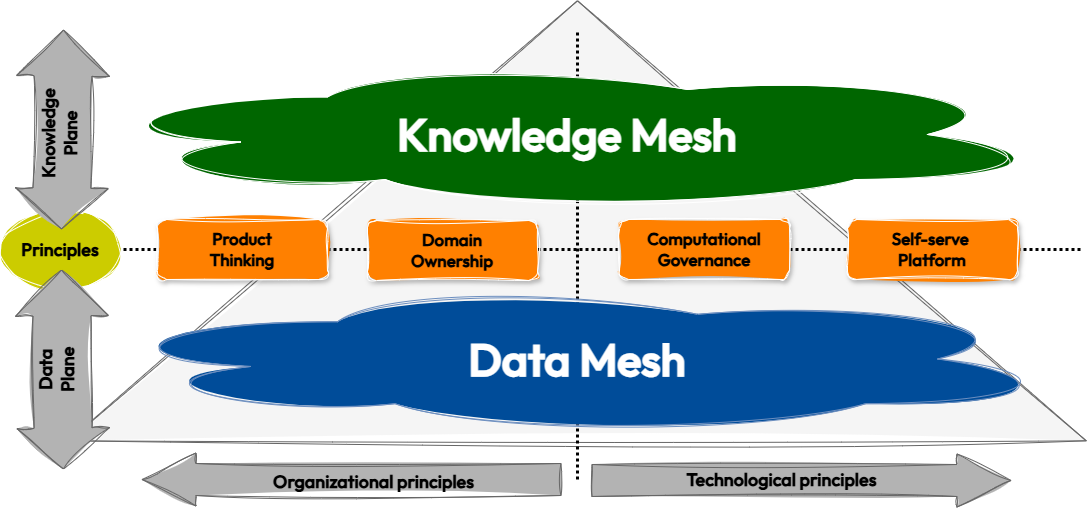 Knowledge
Plane
Knowledge Mesh
Principles
Product
Thinking
Domain
Ownership
Computational
Governance
Self-serve
Platform
Data
Plane
Data Mesh
Organizational principles
Technological principles